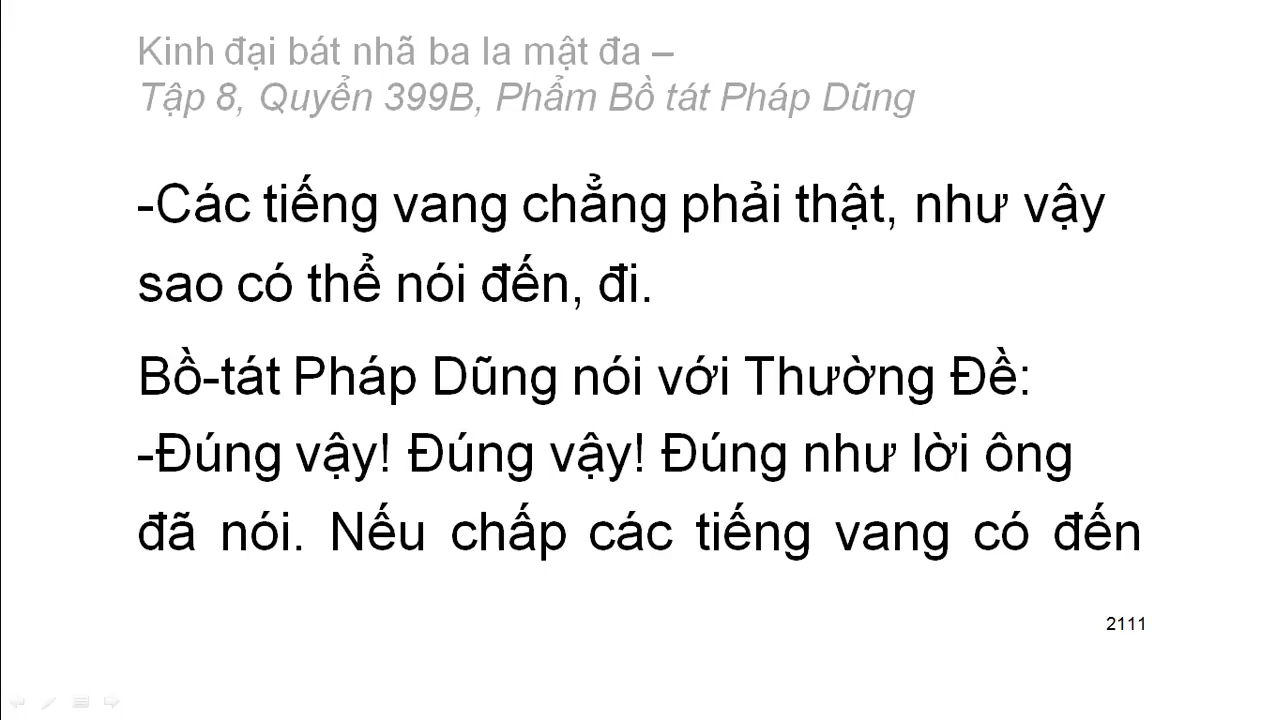 Kinh đại bát nhã ba la mật đa –
Tập 8, Quyển 399B, Phẩm Bồ tát Pháp Dũng
-Các tiếng vang chẳng phải thật, như vậy
sao có thể nói đến, đi.
Bồ-tát Pháp Dũng nói với Thường Đề:
-Đúng vậy! Đúng vậy! Đúng như lời ông
đã nói. Nếu chấp các tiếng vang có đến
2111